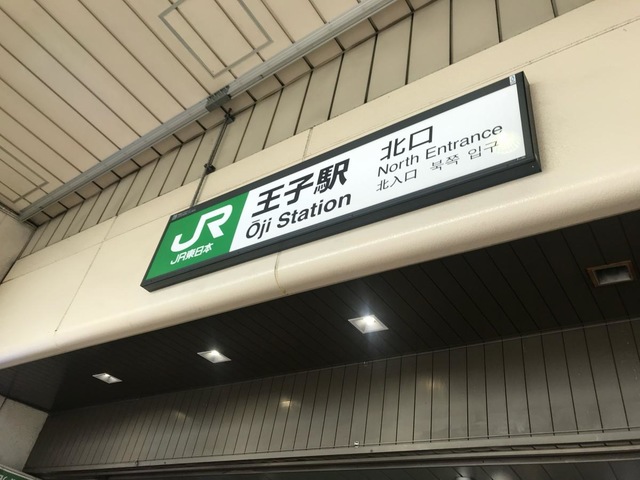 JR
JR東日本
王子駅
Ōji Station
北口
North Entrance
北入口 북쪽 입구